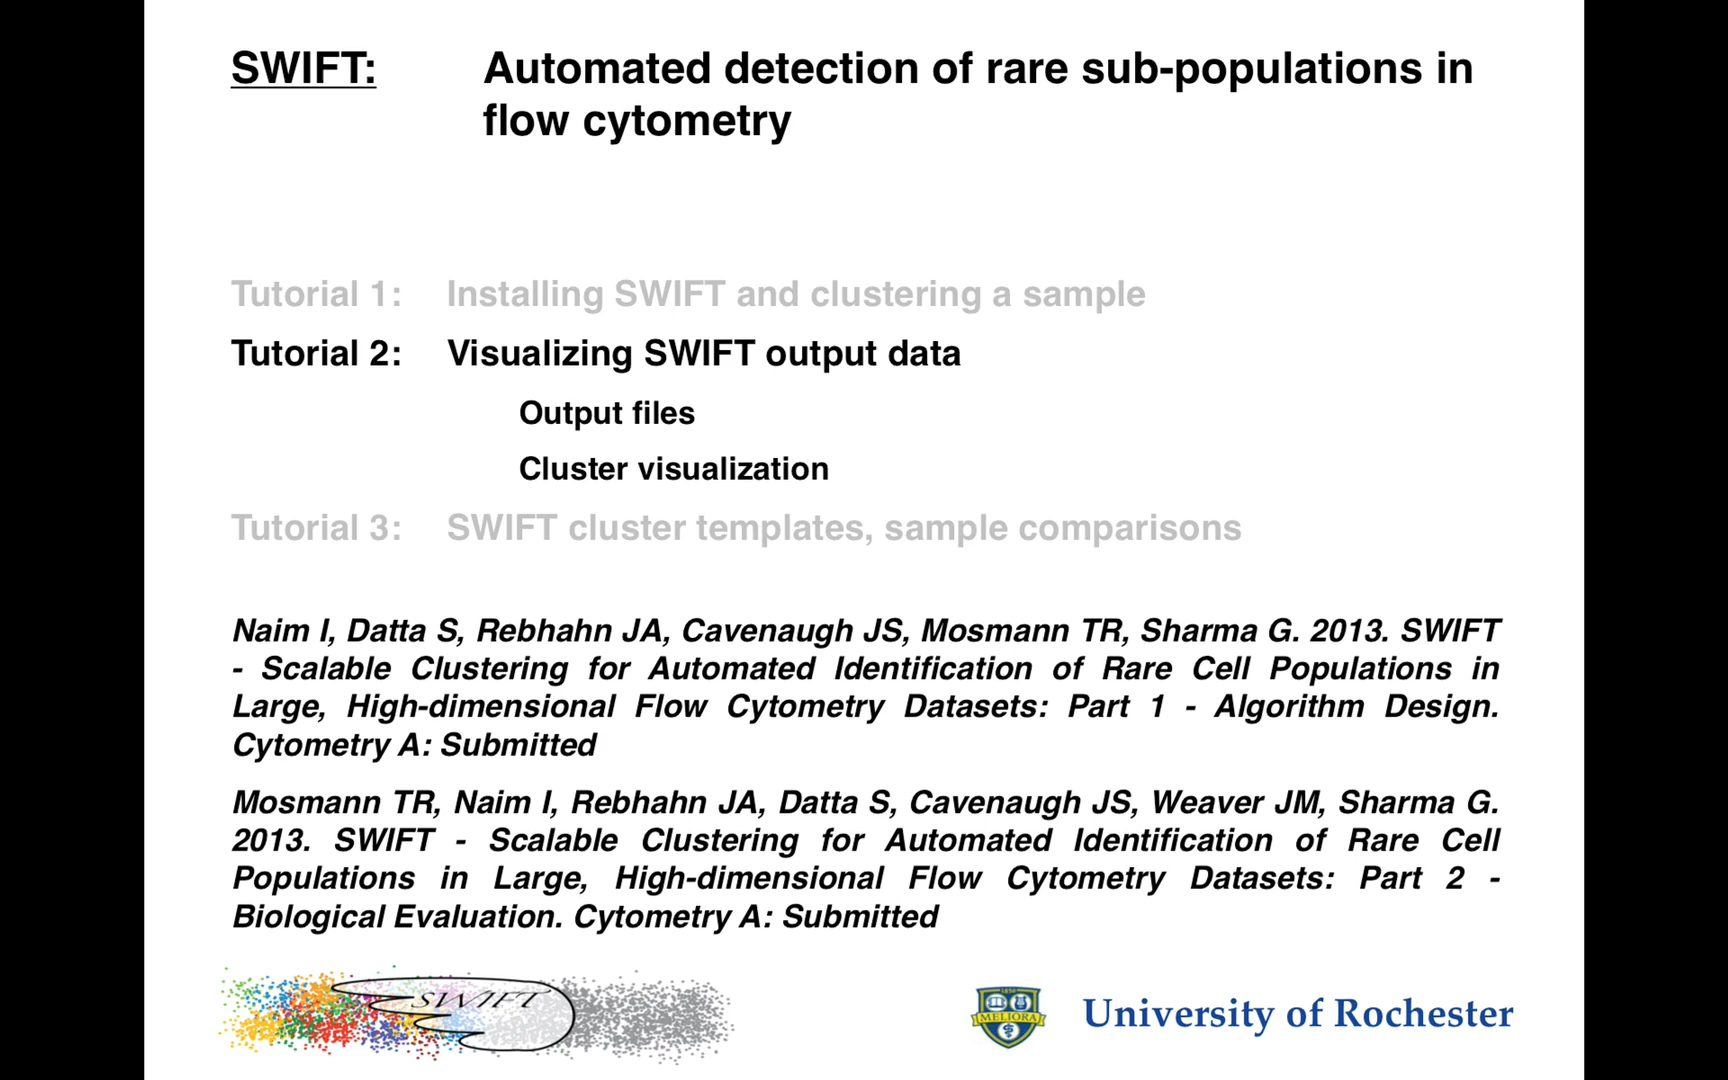 SWIFT: Automated detection of rare sub-populations in
flow cytometry
Tutorial 1: Installing SWIFT and clustering a sample
Tutorial 2: Visualizing SWIFT output data
Output files
Cluster visualization
Tutorial 3: SWIFT cluster templates, sample comparisons
Naim I, Datta S, Rebhahn JA, Cavenaugh JS, Mosmann TR, Sharma G. 2013. SWIFT
- Scalable Clustering for Automated Identification of Rare Cell Populations in
Large, High-dimensional Flow Cytometry Datasets: Part 1 - Algorithm Design.
Cytometry A: Submitted
Mosmann TR, Naim I, Rebhahn JA, Datta S, Cavenaugh JS, Weaver JM, Sharma G.
2013. SWIFT - Scalable Clustering for Automated Identification of Rare Cell
Populations in Large, High-dimensional Flow Cytometry Datasets: Part 2 -
Biological Evaluation. Cytometry A: Submitted
SWIFT
1850
MELIORA
University of Rochester